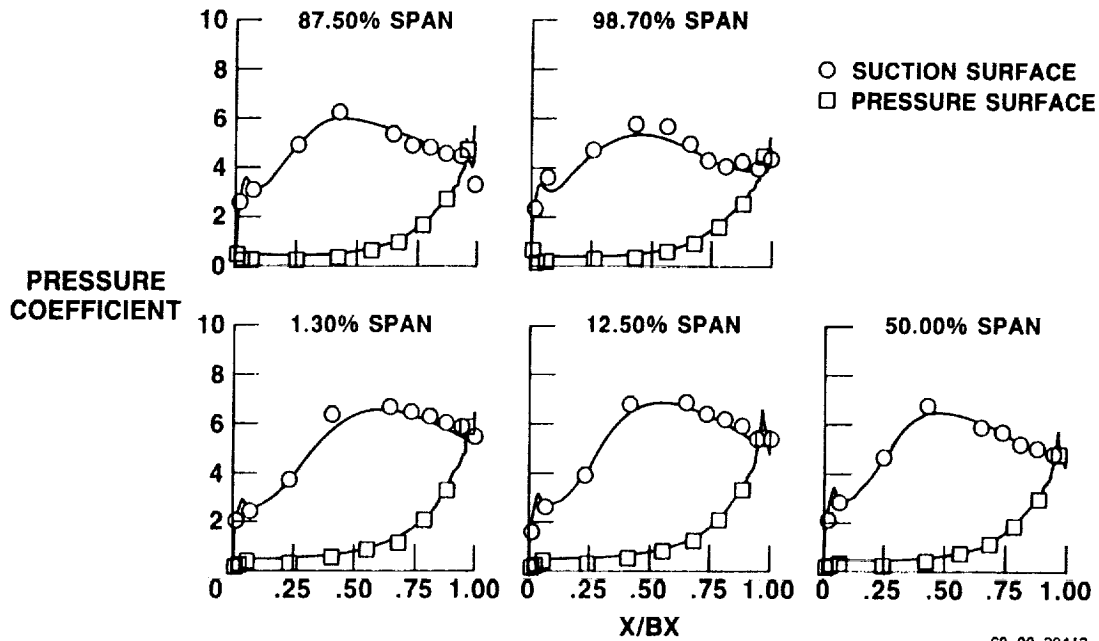 87.50% SPAN
98.70% SPAN
○ SUCTION SURFACE
□ PRESSURE SURFACE
10
8
6
4
2
0
PRESSURE
COEFFICIENT
1.30% SPAN
12.50% SPAN
50.00% SPAN
10
8
6
4
2
0 .25 .50 .75 1.00
0 .25 .50 .75 1.00
0 .25 .50 .75 1.00
X/BX